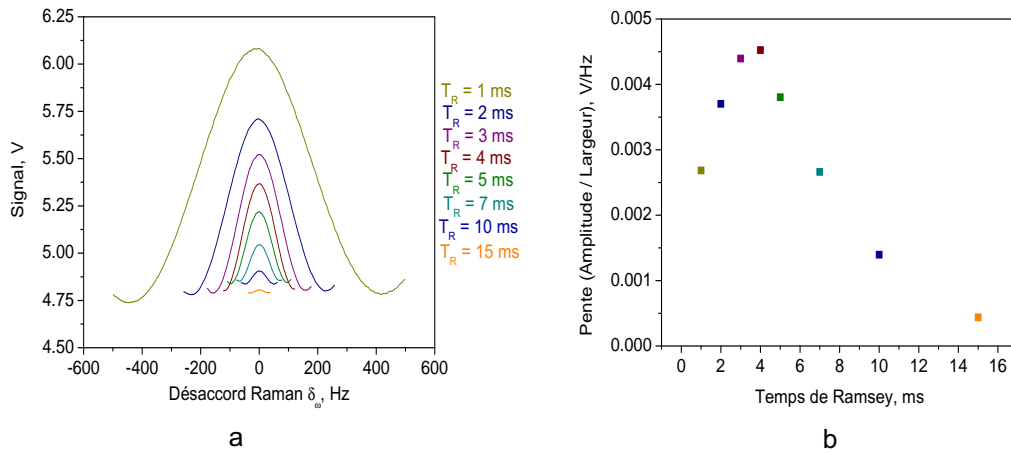 6.25
6.00
5.75
5.50
5.25
5.00
4.75
4.50
Signal, V
-600 -400 -200 0 200 400 600
Désaccord Raman δω, Hz
T_R = 1 ms
T_R = 2 ms
T_R = 3 ms
T_R = 4 ms
T_R = 5 ms
T_R = 7 ms
T_R = 10 ms
T_R = 15 ms
a
0.005
0.004
0.003
0.002
0.001
0.000
Pente (Amplitude / Largeur), V/Hz
0 2 4 6 8 10 12 14 16
Temps de Ramsey, ms
b